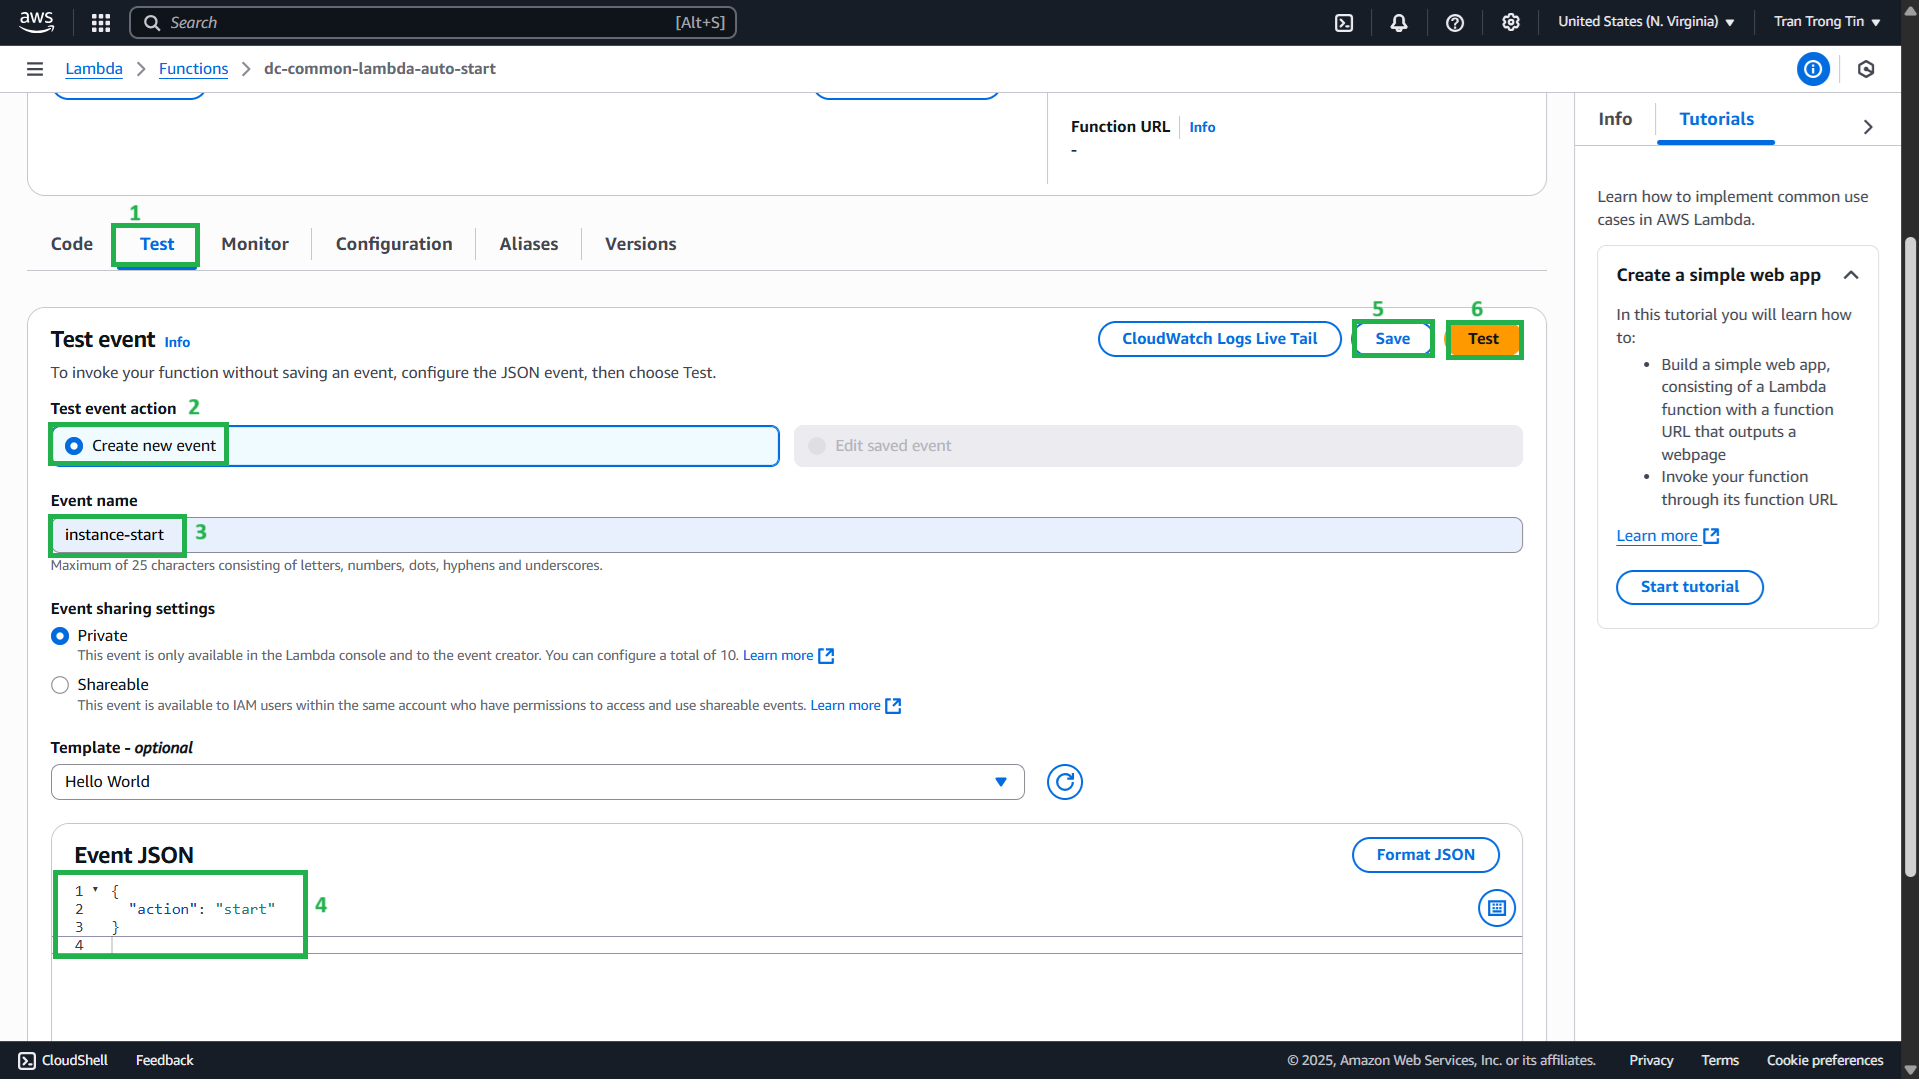 aws
Search [Alt+S]
United States (N. Virginia)
Tran Trong Tin
Lambda
Functions
dc-common-lambda-auto-start
Function URL
Info
-
1
Code
Test
Monitor
Configuration
Aliases
Versions
Test event
Info
CloudWatch Logs Live Tail
5
Save
6
Test
To invoke your function without saving an event, configure the JSON event, then choose Test.
Test event action 2
Create new event
Edit saved event
Event name
instance-start 3
Maximum of 25 characters consisting of letters, numbers, dots, hyphens and underscores.
Event sharing settings
Private
This event is only available in the Lambda console and to the event creator. You can configure a total of 10. Learn more
Shareable
This event is available to IAM users within the same account who have permissions to access and use shareable events. Learn more
Template - optional
Hello World
Event JSON
Format JSON
1 {
2 "action": "start"
3 }
4
4
Info
Tutorials
Learn how to implement common use
cases in AWS Lambda.
Create a simple web app
In this tutorial you will learn how
to:
• Build a simple web app,
consisting of a Lambda
function with a function
URL that outputs a
webpage
• Invoke your function
through its function URL
Learn more
Start tutorial
CloudShell
Feedback
© 2025, Amazon Web Services, Inc. or its affiliates.
Privacy
Terms
Cookie preferences